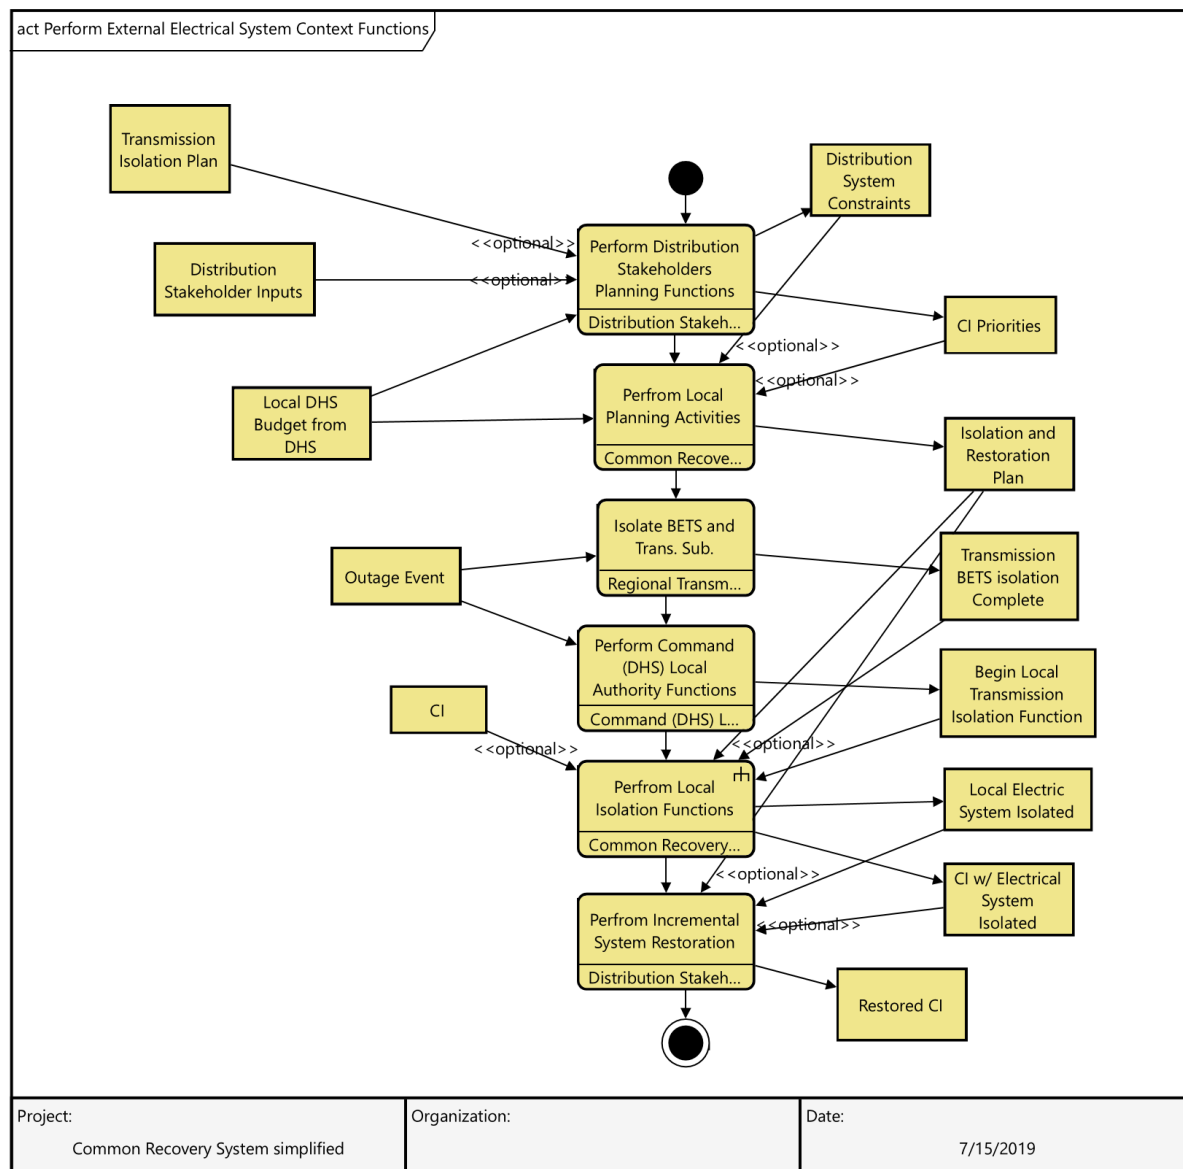 act Perform External Electrical System Context Functions
Transmission
Isolation Plan
Distribution
System
Constraints
<<optional>>
Perform Distribution
Stakeholders
Planning Functions
Distribution Stakeh...
Distribution
Stakeholder Inputs
<<optional>>
CI Priorities
<<optional>>
<<optional>>
Local DHS
Budget from
DHS
Perfrom Local
Planning Activities
Common Recove...
Isolation and
Restoration
Plan
Isolate BETS and
Trans. Sub.
Regional Transm...
Outage Event
Transmission
BETS isolation
Complete
Perform Command
(DHS) Local
Authority Functions
Command (DHS) L...
Begin Local
Transmission
Isolation Function
CI
<<optional>>
<<optional>>
Perfrom Local
Isolation Functions
Common Recovery...
Local Electric
System Isolated
<<optional>>
CI w/ Electrical
System
Isolated
<<optional>>
Perfrom Incremental
System Restoration
Distribution Stakeh...
Restored CI
Project:
Common Recovery System simplified
Organization:
Date:
7/15/2019